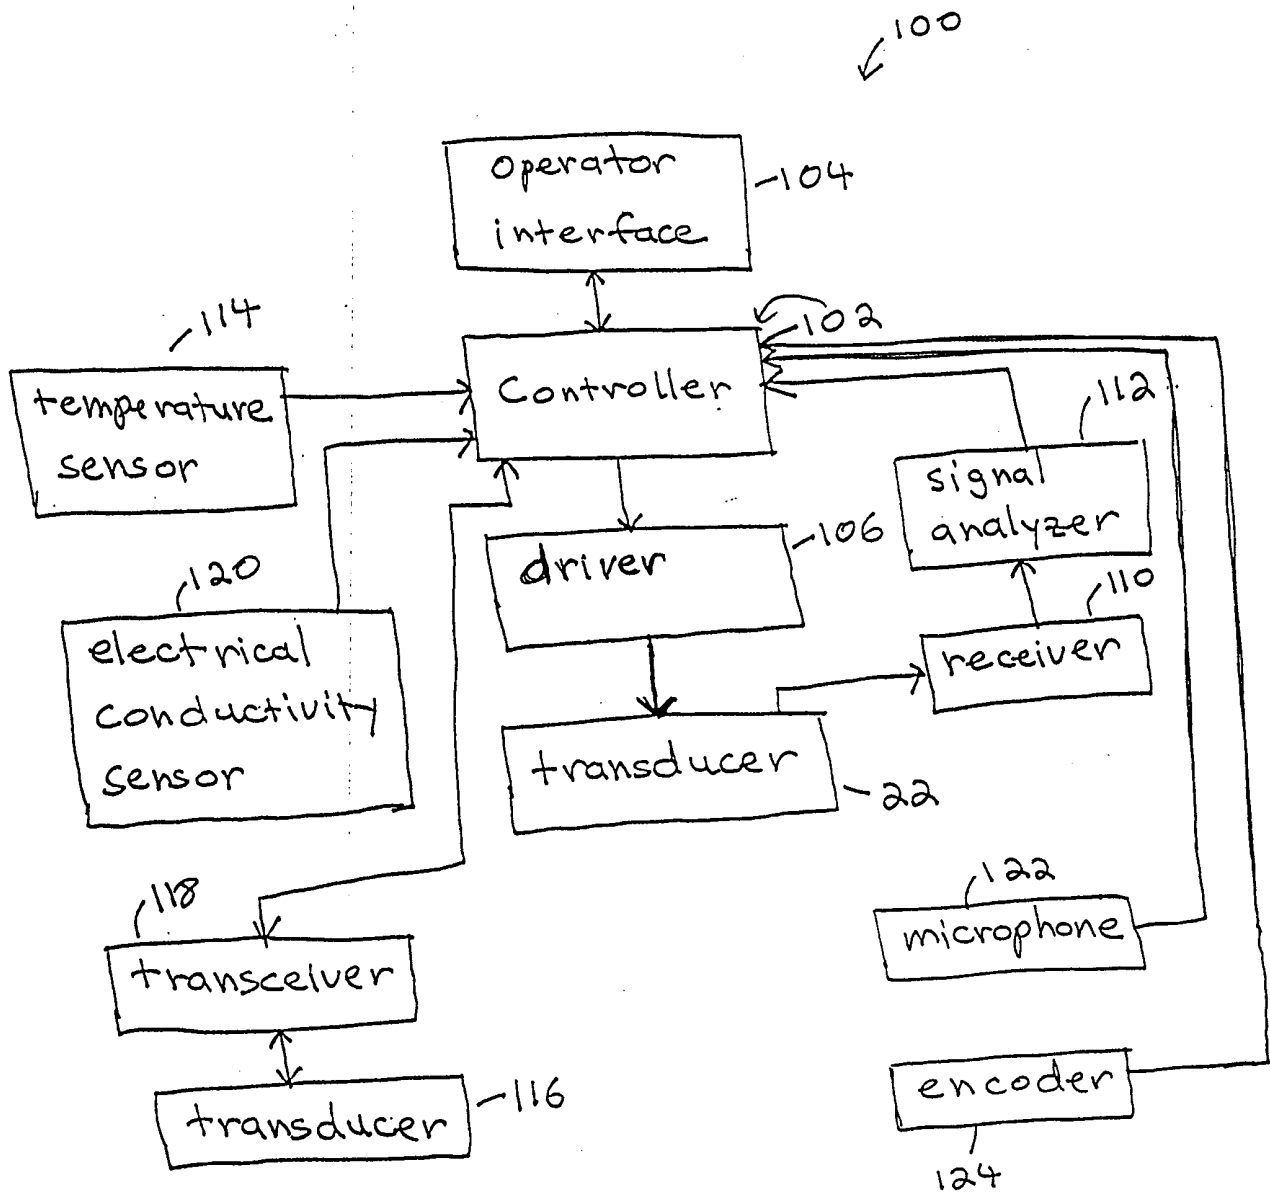 100
operator
interface
104
114
102
temperature
sensor
controller
112
signal
analyzer
106
driver
120
110
electrical
conductivity
sensor
receiver
transducer
22
118
122
microphone
transceiver
encoder
116
transducer
124